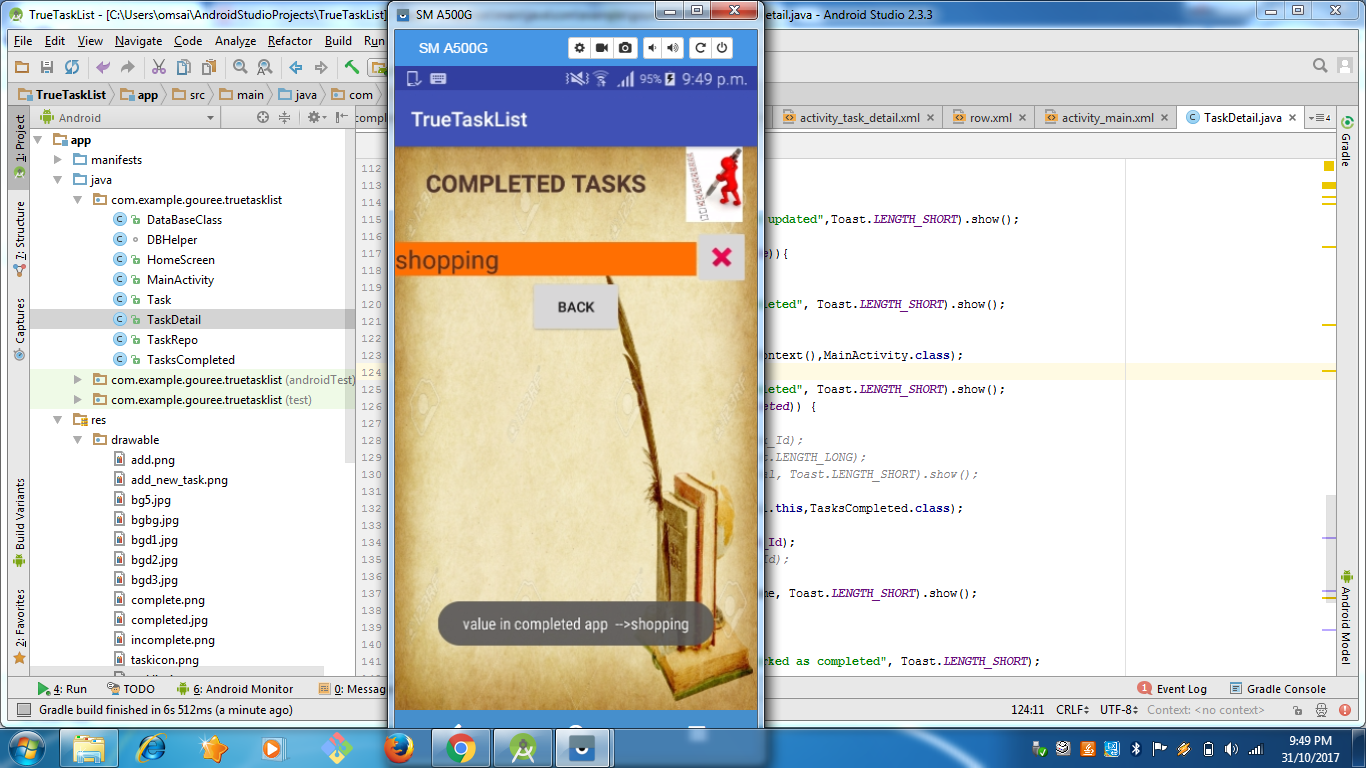 TrueTaskList - [C:\Users\omsai\AndroidStudioProjects\TrueTaskList]
SM A500G
etail.java - Android Studio 2.3.3
File Edit View Navigate Code Analyze Refactor Build Run
SM A500G
95% 9:49 p.m.
TrueTaskList app src main java com
TrueTaskList
1: Project
Android
compl
activity_task_detail.xml row.xml activity_main.xml TaskDetail.java 4
Gradle
app
manifests
java
com.example.gouree.truetasklist
DataBaseClass
DBHelper
HomeScreen
MainActivity
Task
TaskDetail
TaskRepo
TasksCompleted
com.example.gouree.truetasklist (androidTest)
com.example.gouree.truetasklist (test)
res
drawable
add.png
add_new_task.png
bg5.jpg
bgbg.jpg
bgd1.jpg
bgd2.jpg
bgd3.jpg
complete.png
completed.jpg
incomplete.png
taskicon.png
7: Structure
Captures
Build Variants
2: Favorites
112
113
114
115
116
117
118
119
120
121
122
123
124
125
126
127
128
129
130
131
132
133
134
135
136
137
138
139
140
141
COMPLETED TASKS
shopping
BACK
value in completed app -->shopping
updated",Toast.LENGTH_SHORT).show();
)){
leted", Toast.LENGTH_SHORT).show();
ontext(),MainActivity.class);
leted", Toast.LENGTH_SHORT).show();
eted)) {
_Id);
t.LENGTH_LONG);
l, Toast.LENGTH_SHORT).show();
.this,TasksCompleted.class);
_Id);
Id);
me, Toast.LENGTH_SHORT).show();
rked as completed", Toast.LENGTH_SHORT);
Android Model
4: Run TODO 6: Android Monitor 0: Messag
1 Event Log Gradle Console
Gradle build finished in 6s 512ms (a minute ago)
124:11 CRLF UTF-8 Context: <no context>
9:49 PM
31/10/2017